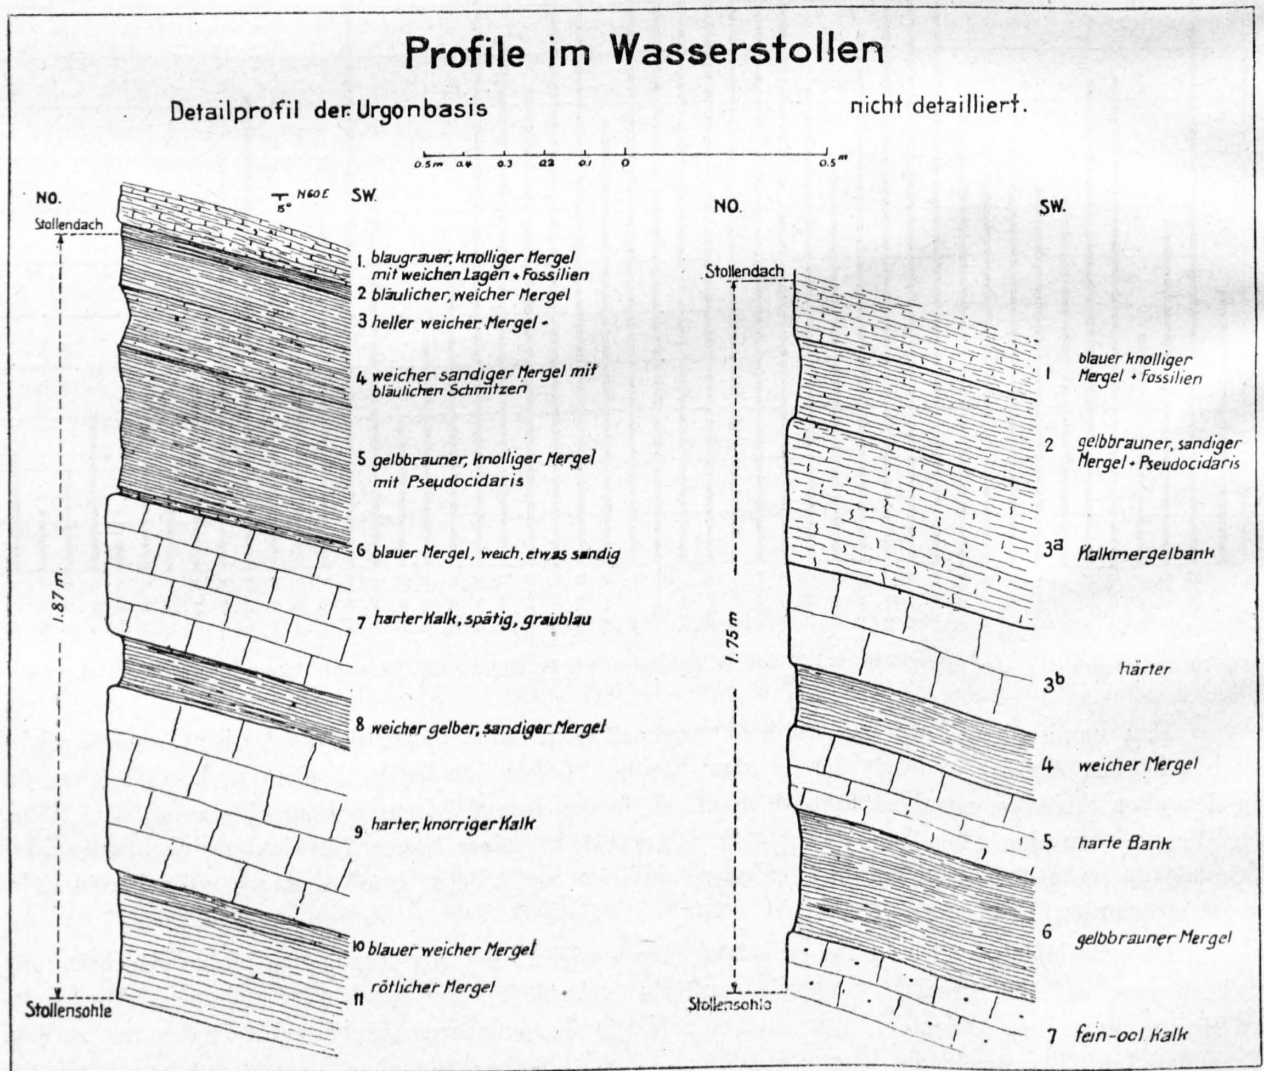 Profile im Wasserstollen
Detailprofil der Urgonbasis
nicht detailliert.
0.5m 0.4 0.3 0.2 0.1 0 0.5 m
NO.
15° N60E
SW.
Stollendach
1. blaugrauer, knolliger Mergel
mit weichen Lagen + Fossilien
2 bläulicher, weicher Mergel
3 heller weicher Mergel
4 weicher sandiger Mergel mit
bläulichen Schmitzen
5 gelbbrauner, knolliger Mergel
mit Pseudocidaris
6 blauer Mergel, weich, etwas sandig
1.87 m
7 harter Kalk, spätig, graublau
8 weicher gelber, sandiger Mergel
9 harter, knorriger Kalk
10 blauer weicher Mergel
11 rötlicher Mergel
Stollensohle
NO.
SW.
Stollendach
1 blauer knolliger
Mergel + Fossilien
2 gelbbrauner, sandiger
Mergel + Pseudocidaris
3a Kalkmergelbank
1.75 m
3b härter
4 weicher Mergel
5 harte Bank
6 gelbbrauner Mergel
Stollensohle
7 fein-ool. Kalk